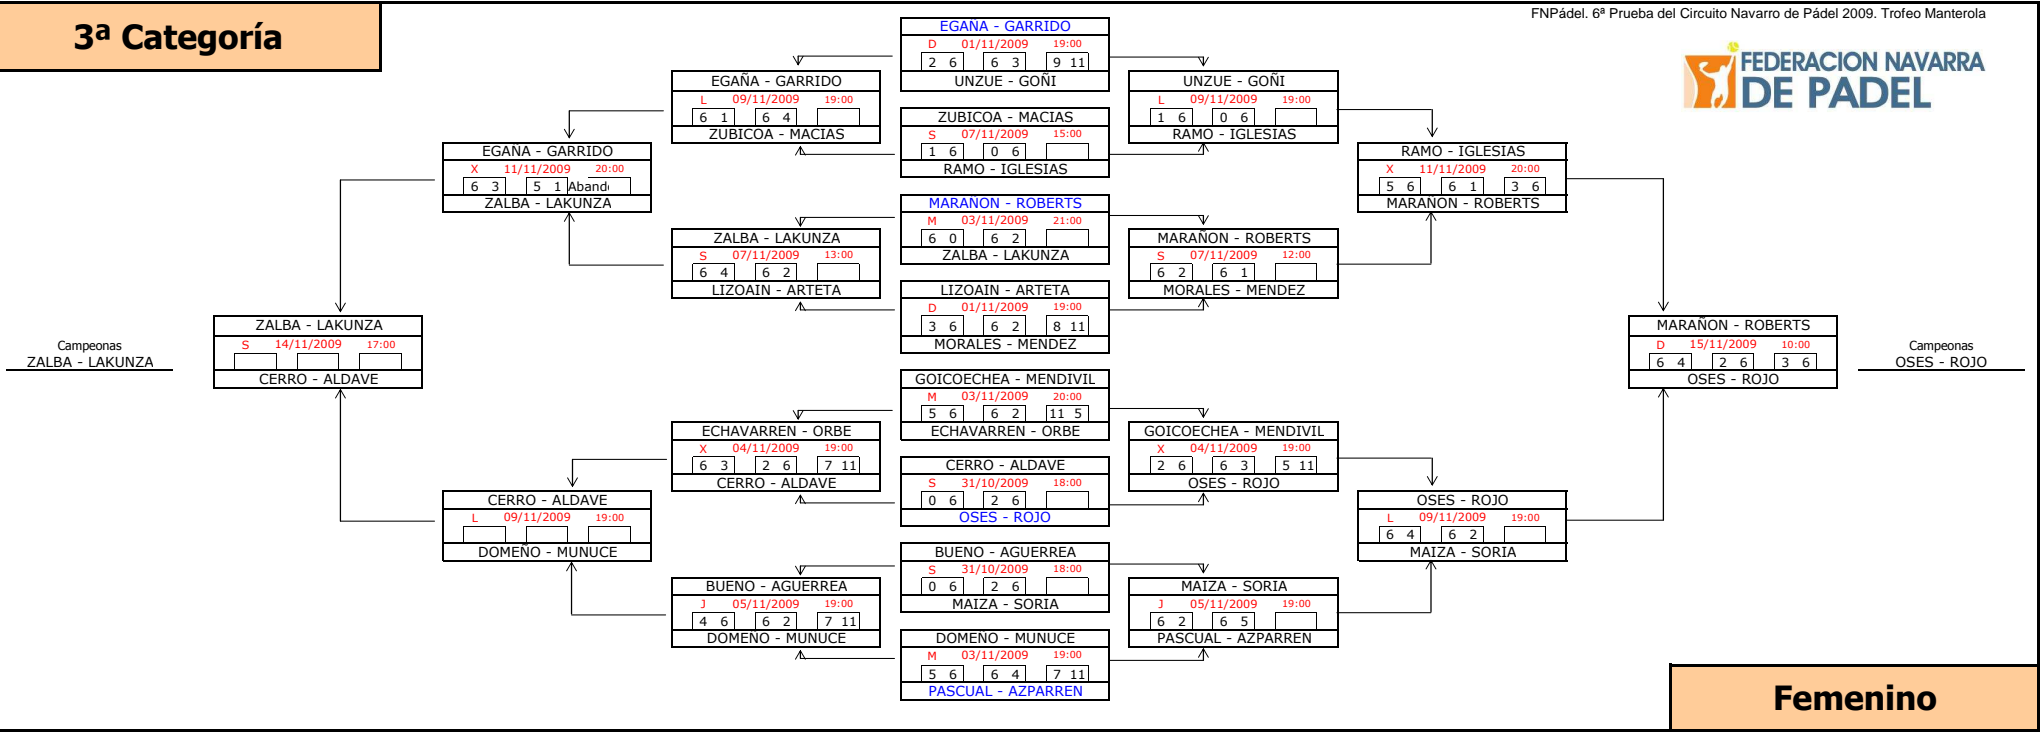 FNPádel. 6ª Prueba del Circuito Navarro de Pádel 2009. Trofeo Manterola
3ª Categoría
FEDERACION NAVARRA
DE PADEL
Campeonas
ZALBA - LAKUNZA
ZALBA - LAKUNZA
S 14/11/2009 17:00
CERRO - ALDAVE
EGAÑA - GARRIDO
X 11/11/2009 20:00
6 3 5 1 Aband
ZALBA - LAKUNZA
CERRO - ALDAVE
L 09/11/2009 19:00
DOMEÑO - MUNUCE
EGAÑA - GARRIDO
L 09/11/2009 19:00
6 1 6 4
ZUBICOA - MACIAS
ZALBA - LAKUNZA
S 07/11/2009 13:00
6 4 6 2
LIZOAIN - ARTETA
ECHAVARREN - ORBE
X 04/11/2009 19:00
6 3 2 6 7 11
CERRO - ALDAVE
BUENO - AGUERREA
J 05/11/2009 19:00
4 6 6 2 7 11
DOMEÑO - MUNUCE
EGAÑA - GARRIDO
D 01/11/2009 19:00
2 6 6 3 9 11
UNZUE - GOÑI
ZUBICOA - MACIAS
S 07/11/2009 15:00
1 6 0 6
RAMO - IGLESIAS
MARAÑON - ROBERTS
M 03/11/2009 21:00
6 0 6 2
ZALBA - LAKUNZA
LIZOAIN - ARTETA
D 01/11/2009 19:00
3 6 6 2 8 11
MORALES - MENDEZ
GOICOECHEA - MENDIVIL
M 03/11/2009 20:00
5 6 6 2 11 5
ECHAVARREN - ORBE
CERRO - ALDAVE
S 31/10/2009 18:00
0 6 2 6
OSES - ROJO
BUENO - AGUERREA
S 31/10/2009 18:00
0 6 2 6
MAIZA - SORIA
DOMEÑO - MUNUCE
M 03/11/2009 19:00
5 6 6 4 7 11
PASCUAL - AZPARREN
UNZUE - GOÑI
L 09/11/2009 19:00
1 6 0 6
RAMO - IGLESIAS
MARAÑON - ROBERTS
S 07/11/2009 12:00
6 2 6 1
MORALES - MENDEZ
GOICOECHEA - MENDIVIL
X 04/11/2009 19:00
2 6 6 3 5 11
OSES - ROJO
MAIZA - SORIA
J 05/11/2009 19:00
6 2 6 5
PASCUAL - AZPARREN
RAMO - IGLESIAS
X 11/11/2009 20:00
5 6 6 1 3 6
MARAÑON - ROBERTS
OSES - ROJO
L 09/11/2009 19:00
6 4 6 2
MAIZA - SORIA
MARAÑON - ROBERTS
D 15/11/2009 10:00
6 4 2 6 3 6
OSES - ROJO
Campeonas
OSES - ROJO
Femenino